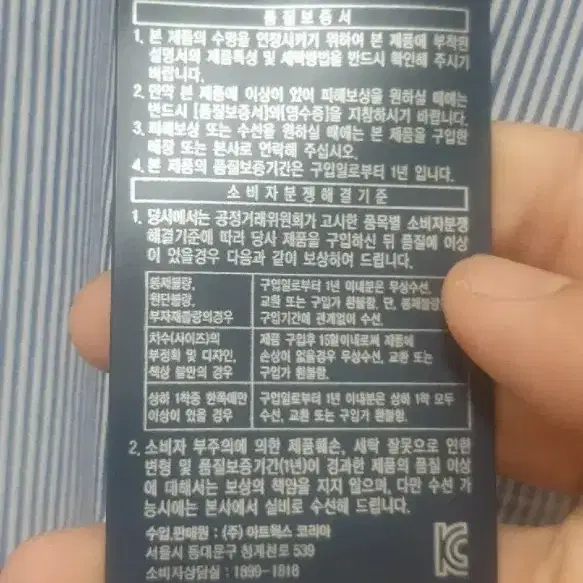 품질보증서
1. 본 제품의 수명을 연장시키기 위하여 본 제품에 부착된
설명서의 제품특성 및 세탁방법을 반드시 확인해 주시기
바랍니다.
2. 만약 본 제품에 이상이 있어 피해보상을 원하실 때에는
반드시 [품질보증서]와[영수증]을 지참하시기 바랍니다.
3. 피해보상 또는 수선을 원하실 때에는 본 제품을 구입한
매장 또는 본사로 연락해 주십시오.
4. 본 제품의 품질보증기간은 구입일로부터 1년 입니다.
소비자분쟁해결기준
1. 당사에서는 공정거래위원회가 고시한 품목별 소비자분쟁
해결기준에 따라 당사 제품을 구입하신 뒤 품질에 이상
이 있을경우 다음과 같이 보상하여 드립니다.
봉제불량,
원단불량,
부자재불량의경우
구입일로부터 1년 이내분은 무상수선,
교환 또는 구입가 환불함. 단, 봉제불량은
구입기간에 관계없이 수선.
치수(사이즈)의
부정확 및 디자인,
색상 불만의 경우
제품 구입후 15일이내로써 제품에
손상이 없을경우 무상수선, 교환 또는
구입가 환불함.
상하 1착중 한쪽에만
이상이 있을 경우
구입일로부터 1년 이내분은 상하 1착 모두
수선, 교환 또는 구입가 환불함.
2. 소비자 부주의에 의한 제품훼손, 세탁 잘못으로 인한
변형 및 품질보증기간(1년)이 경과한 제품의 품질 이상
에 대해서는 보상의 책임을 지지 않으며, 다만 수선 가
능시에는 본사에서 실비로 수선해 드립니다.
수입,판매원 : (주) 아트웍스 코리아
서울시 동대문구 청계천로 539
소비자상담실 : 1899-1818
KC